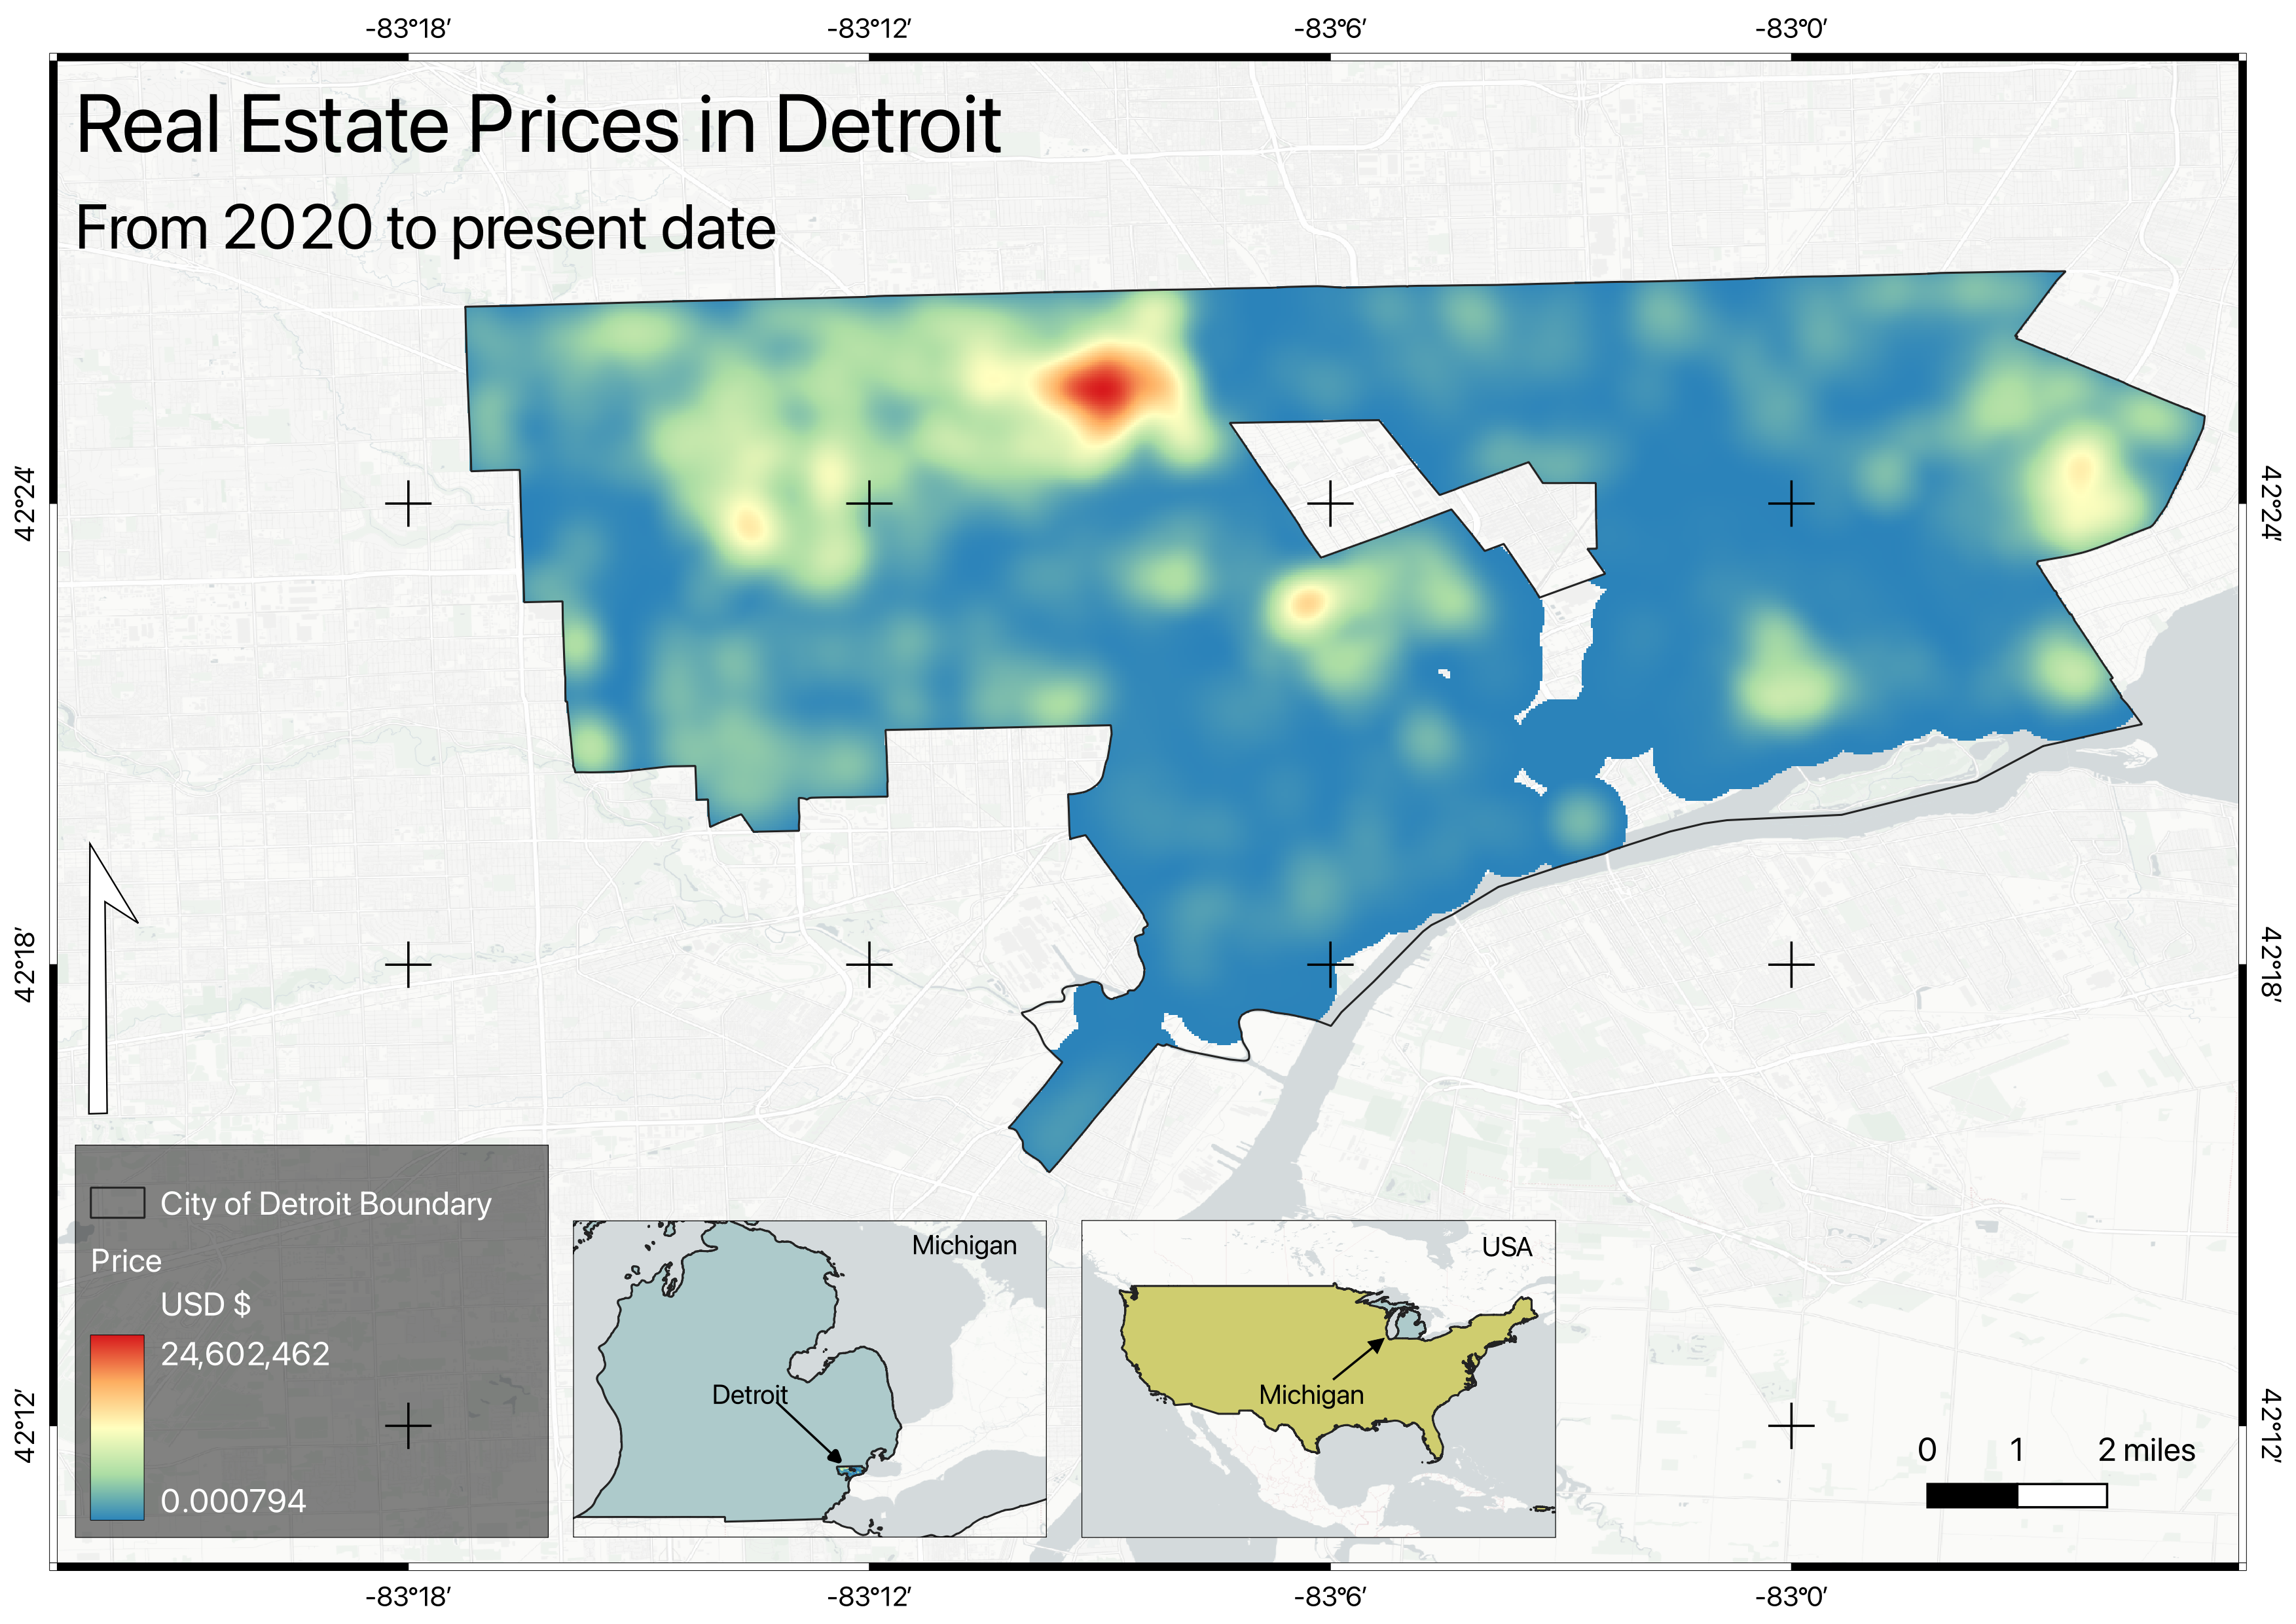 -83°18′ -83°12′ -83°6′ -83°0′
Real Estate Prices in Detroit
From 2020 to present date
42°24′ 42°24′
42°18′ 42°18′
City of Detroit Boundary
Price
USD $
24,602,462
0.000794
Michigan
Detroit
USA
Michigan
42°12′ 42°12′
0 1 2 miles
-83°18′ -83°12′ -83°6′ -83°0′